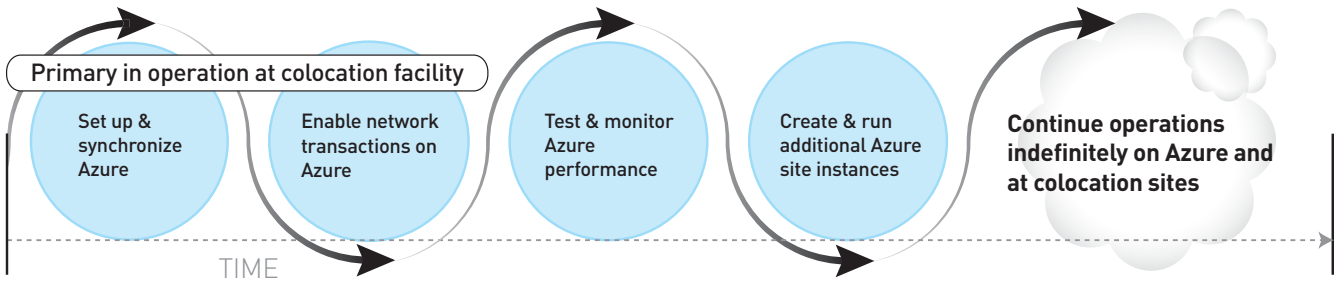 Primary in operation at colocation facility
Set up &
synchronize
Azure
Enable network
transactions on
Azure
Test & monitor
Azure
performance
Create & run
additional Azure
site instances
Continue operations
indefinitely on Azure and
at colocation sites
TIME